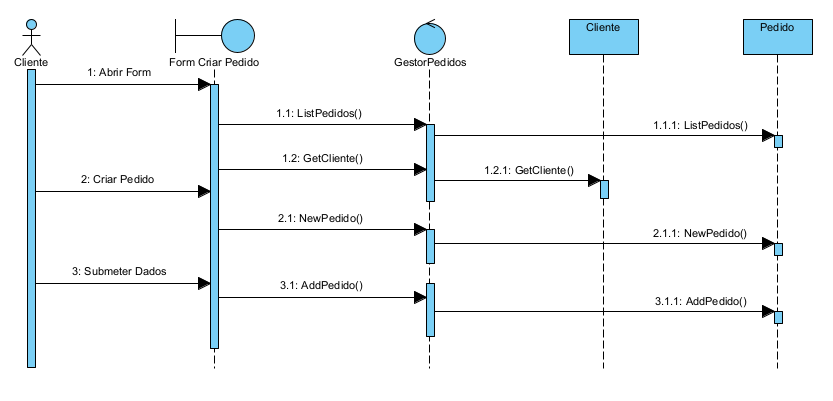 Cliente
Form Criar Pedido
GestorPedidos
Cliente
Pedido
1: Abrir Form
1.1: ListPedidos()
1.1.1: ListPedidos()
1.2: GetCliente()
1.2.1: GetCliente()
2: Criar Pedido
2.1: NewPedido()
2.1.1: NewPedido()
3: Submeter Dados
3.1: AddPedido()
3.1.1: AddPedido()